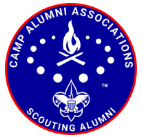 CAMP ALUMNI ASSOCIATIONS
TM
SCOUTING ALUMNI